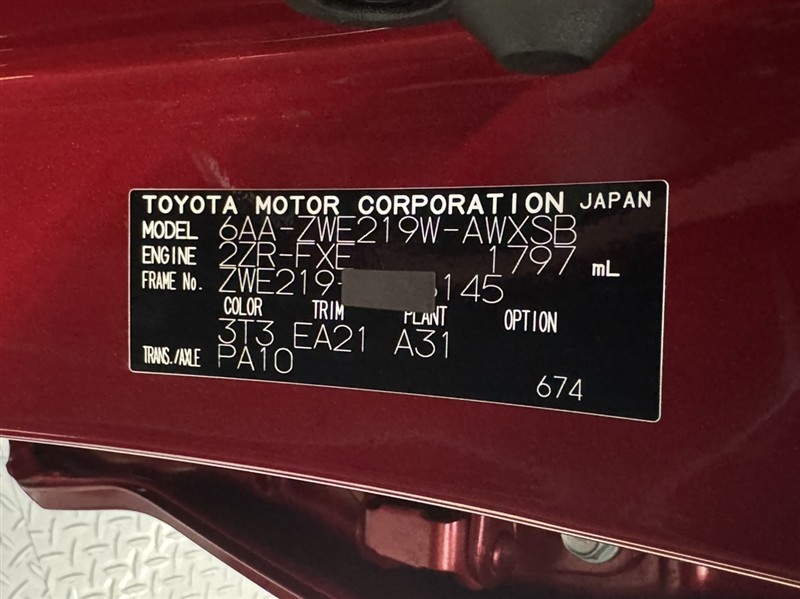 TOYOTA MOTOR CORPORATION JAPAN
MODEL 6AA-ZWE219W-AWXSB
ENGINE 2ZR-FXE 1797 mL
FRAME No. ZWE219- 145
COLOR TRIM PLANT OPTION
3T3 EA21 A31
TRANS./AXLE PA10
674